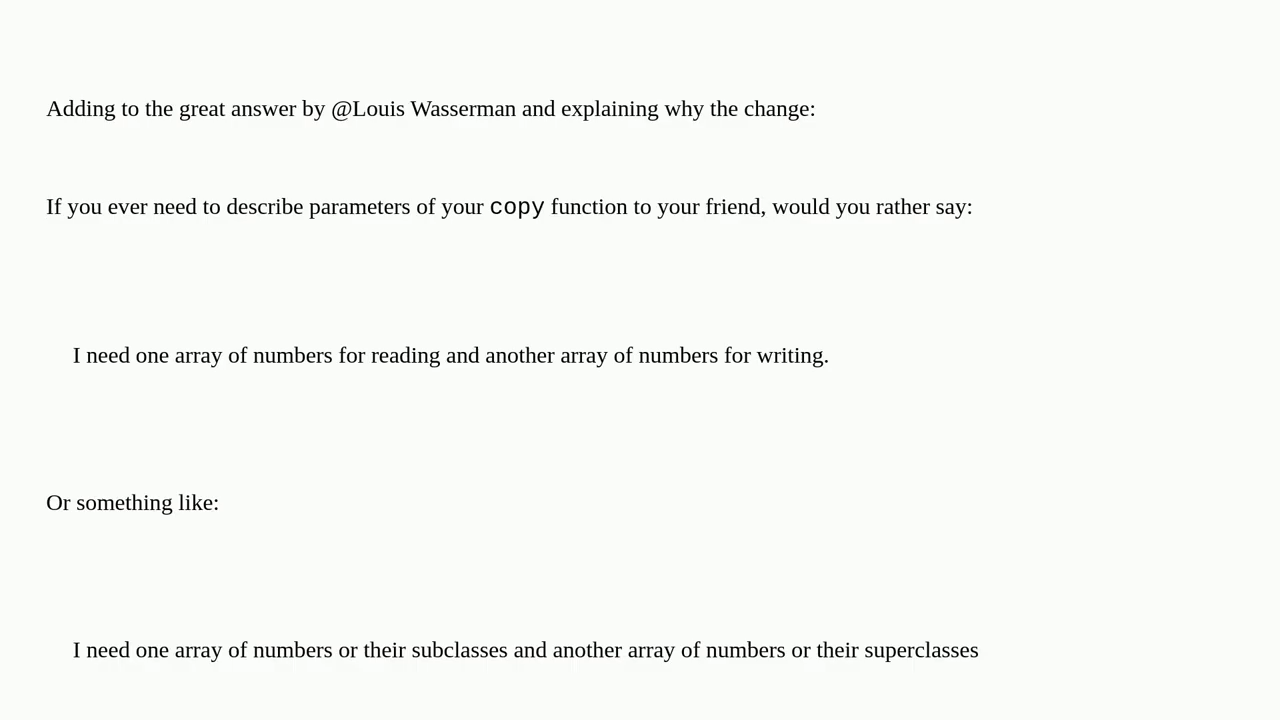 Adding to the great answer by @Louis Wasserman and explaining why the change:
If you ever need to describe parameters of your copy function to your friend, would you rather say:
I need one array of numbers for reading and another array of numbers for writing.
Or something like:
I need one array of numbers or their subclasses and another array of numbers or their superclasses